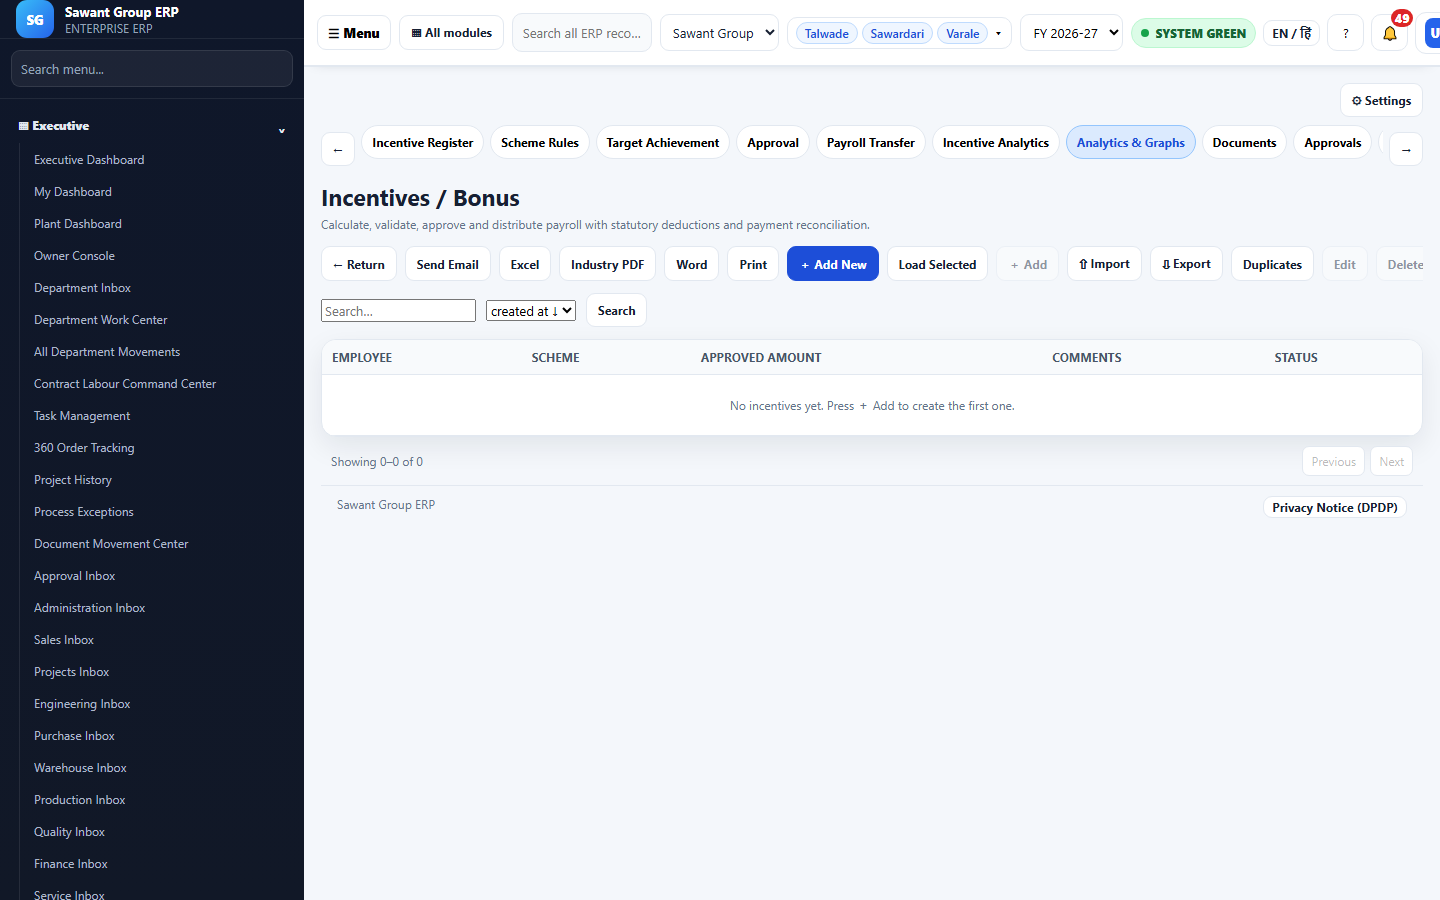 SG
Sawant Group ERP
ENTERPRISE ERP
Search menu...
Executive
Executive Dashboard
My Dashboard
Plant Dashboard
Owner Console
Department Inbox
Department Work Center
All Department Movements
Contract Labour Command Center
Task Management
360 Order Tracking
Project History
Process Exceptions
Document Movement Center
Approval Inbox
Administration Inbox
Sales Inbox
Projects Inbox
Engineering Inbox
Purchase Inbox
Warehouse Inbox
Production Inbox
Quality Inbox
Finance Inbox
Service Inbox
☰ Menu
All modules
Search all ERP reco...
Sawant Group
Talwade
Sawardari
Varale
FY 2026-27
SYSTEM GREEN
EN / हिं
?
49
U
⚙ Settings
←
Incentive Register
Scheme Rules
Target Achievement
Approval
Payroll Transfer
Incentive Analytics
Analytics & Graphs
Documents
Approvals
→
Incentives / Bonus
Calculate, validate, approve and distribute payroll with statutory deductions and payment reconciliation.
← Return
Send Email
Excel
Industry PDF
Word
Print
+ Add New
Load Selected
+ Add
⇧ Import
⇩ Export
Duplicates
Edit
Delete
Search...
created at ↓
Search
EMPLOYEE SCHEME APPROVED AMOUNT COMMENTS STATUS
No incentives yet. Press + Add to create the first one.
Showing 0–0 of 0
Previous
Next
Sawant Group ERP
Privacy Notice (DPDP)